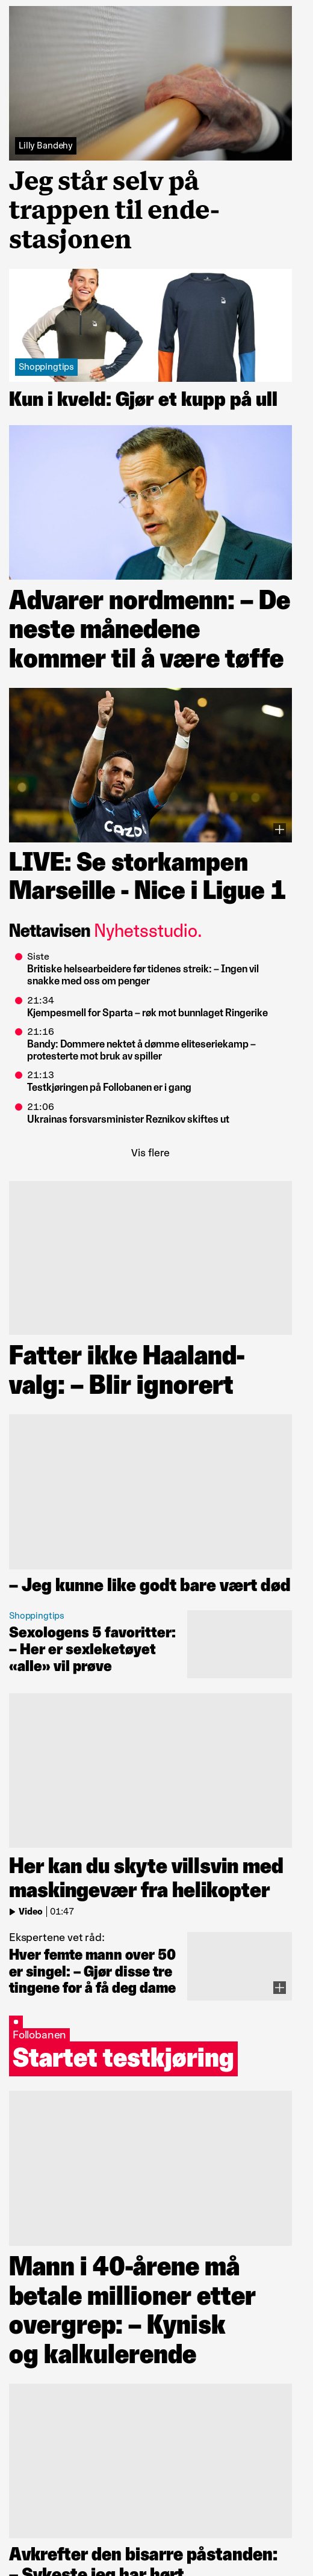 Lilly Bandehy
Jeg står selv på
trappen til ende-
stasjonen
Shoppingtips
Kun i kveld: Gjør et kupp på ull
Advarer nordmenn: – De
neste månedene
kommer til å være tøffe
CAZOO
LIVE: Se storkampen
Marseille - Nice i Ligue 1
Nettavisen Nyhetsstudio.
Siste
Britiske helsearbeidere før tidenes streik: – Ingen vil
snakke med oss om penger
21:34
Kjempesmell for Sparta – røk mot bunnlaget Ringerike
21:16
Bandy: Dommere nektet å dømme eliteseriekamp –
protesterte mot bruk av spiller
21:13
Testkjøringen på Follobanen er i gang
21:06
Ukrainas forsvarsminister Reznikov skiftes ut
Vis flere
Fatter ikke Haaland-
valg: – Blir ignorert
– Jeg kunne like godt bare vært død
Shoppingtips
Sexologens 5 favoritter:
– Her er sexleketøyet
«alle» vil prøve
Her kan du skyte villsvin med
maskingevær fra helikopter
Video | 01:47
Ekspertene vet råd:
Hver femte mann over 50
er singel: – Gjør disse tre
tingene for å få deg dame
Follobanen
Startet testkjøring
Mann i 40-årene må
betale millioner etter
overgrep: – Kynisk
og kalkulerende
Avkrefter den bisarre påstanden:
– Sykeste jeg har hørt